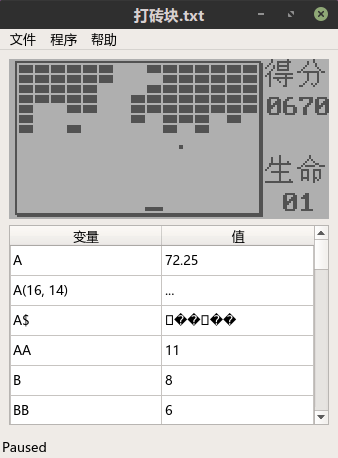 打砖块.txt
文件 程序 帮助
得分
0670
生命
01
变量 值
A 72.25
A(16, 14) ...
A$ ▯��▯��
AA 11
B 8
BB 6
Paused